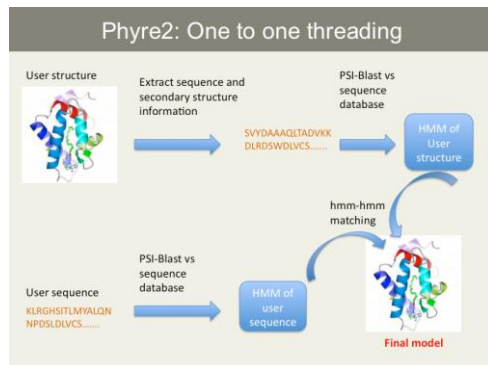 Phyre2: One to one threading
User structure
Extract sequence and
secondary structure
information
PSI-Blast vs
sequence
database
SVYDAAAQLTADVKK
DLRDSWDLVCS.......
HMM of
User
structure
hmm-hmm
matching
PSI-Blast vs
sequence
database
User sequence
KLRGHSITLMYALQN
NPDSLDLVCS.......
HMM of
user
sequence
Final model